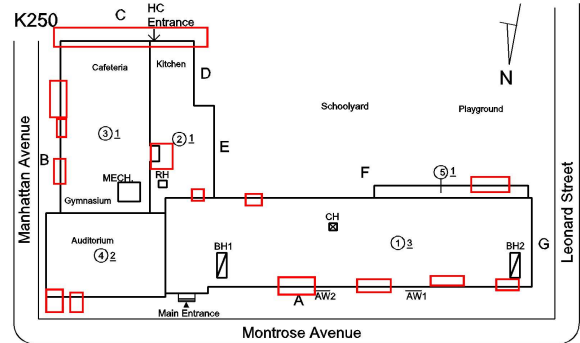 K250
C
HC
Entrance
Cafeteria
Kitchen
D
N
Schoolyard
Playground
Manhattan Avenue
Leonard Street
B
3 1
2 1
E
MECH.
RH
F
5 1
Gymnasium
CH
Auditorium
4 2
BH1
1 3
BH2
G
A
AW2
AW1
Main Entrance
Montrose Avenue